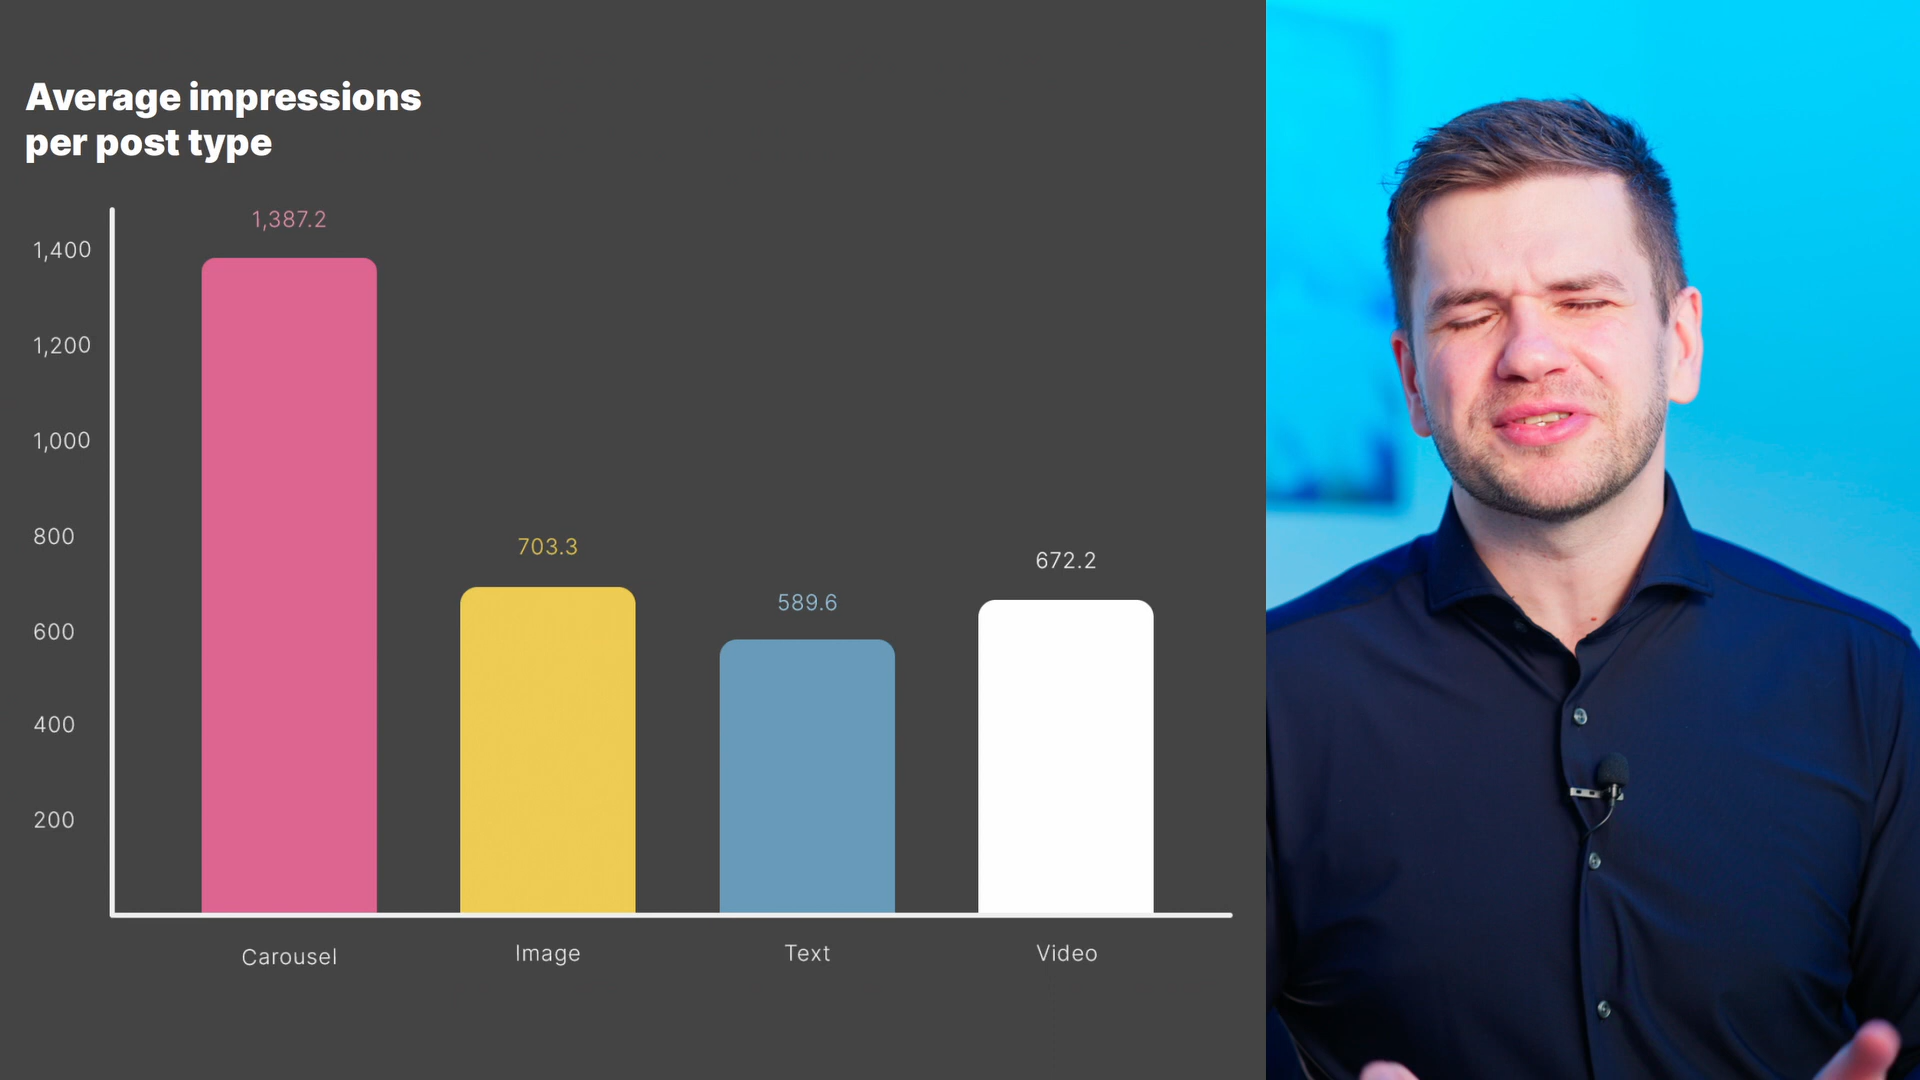 Average impressions
per post type
1,387.2
1,400
1,200
1,000
800
703.3
672.2
600
589.6
400
200
Carousel
Image
Text
Video